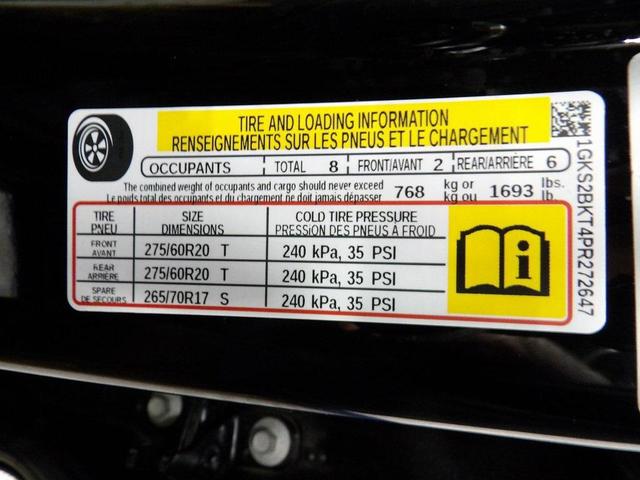 TIRE AND LOADING INFORMATION
RENSEIGNEMENTS SUR LES PNEUS ET LE CHARGEMENT
OCCUPANTS TOTAL 8 FRONT/AVANT 2 REAR/ARRIÈRE 6
The combined weight of occupants and cargo should never exceed 768 kg or 1693 lbs.
Le poids total des occupants et du chargement ne doit jamais dépasser kg ou lb.
TIRE SIZE COLD TIRE PRESSURE
PNEU DIMENSIONS PRESSION DES PNEUS À FROID
FRONT
AVANT 275/60R20 T 240 kPa, 35 PSI
REAR
ARRIÈRE 275/60R20 T 240 kPa, 35 PSI
SPARE
DE SECOURS 265/70R17 S 240 kPa, 35 PSI
i
1GKS2BKT4PR272647